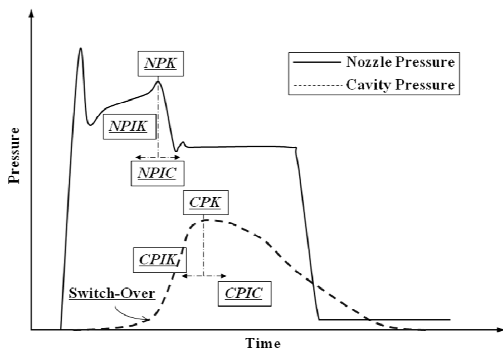 Nozzle Pressure
Cavity Pressure
NPK
NPIK
NPIC
CPK
CPIK
CPIC
Switch-Over
Pressure
Time